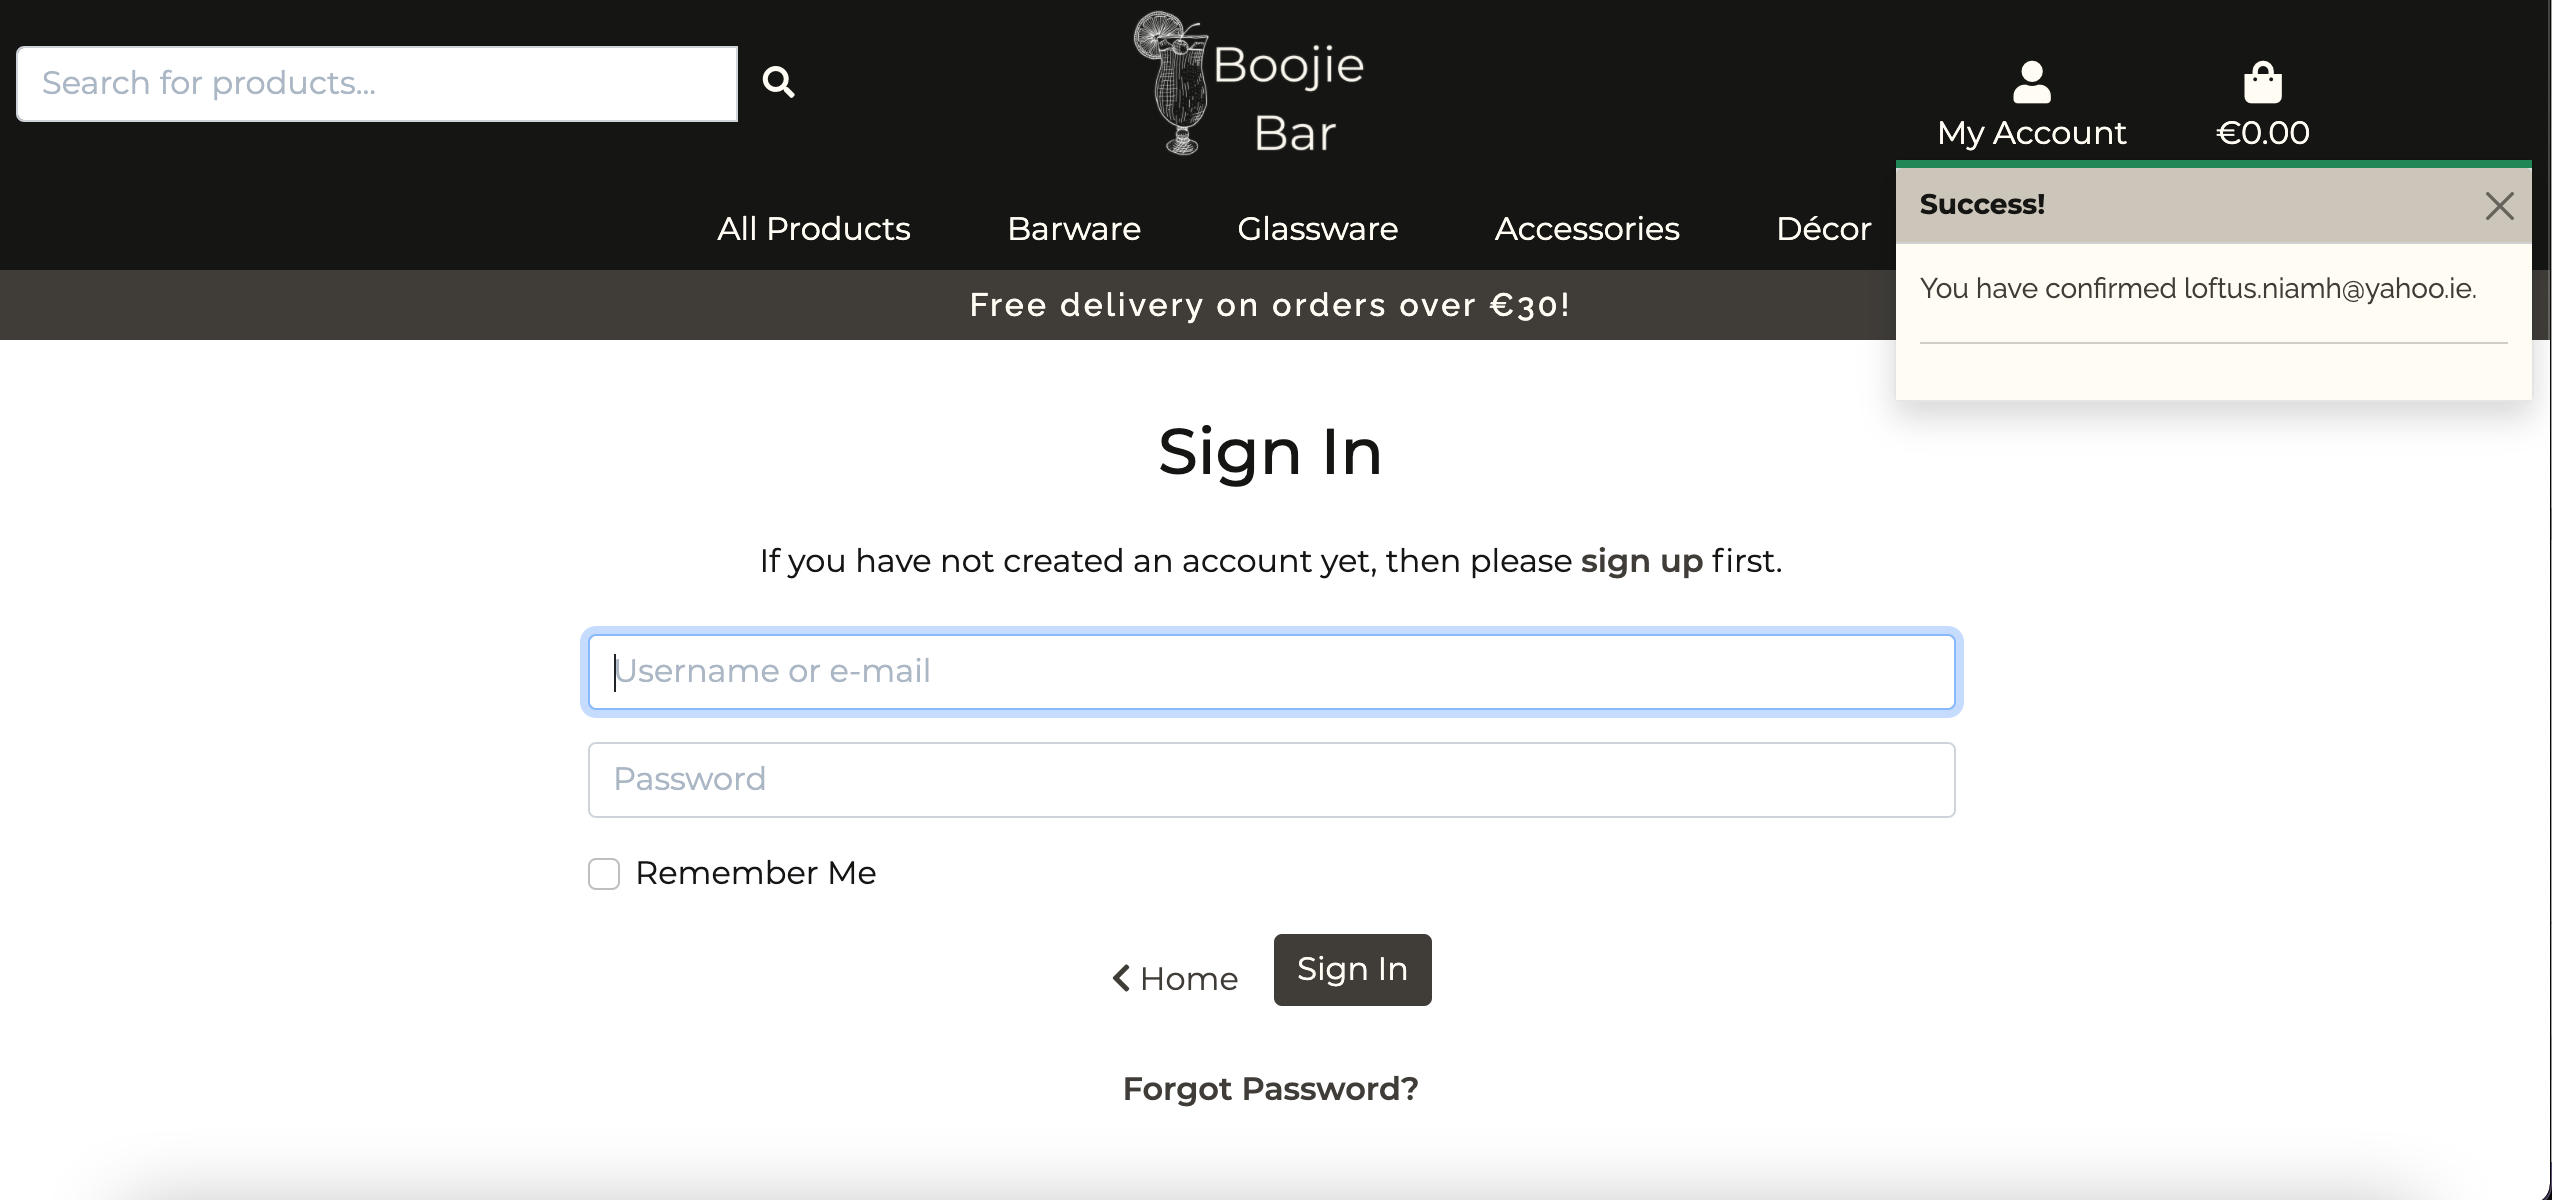 Search for products...
Boojie
Bar
My Account
€0.00
All Products
Barware
Glassware
Accessories
Décor
Success!
You have confirmed loftus.niamh@yahoo.ie.
Free delivery on orders over €30!
Sign In
If you have not created an account yet, then please sign up first.
Username or e-mail
Password
Remember Me
Home
Sign In
Forgot Password?